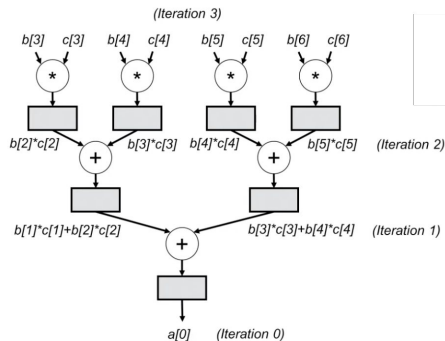 (Iteration 3)
b[3] c[3] b[4] c[4] b[5] c[5] b[6] c[6]
* * * *
b[2]*c[2] b[3]*c[3] b[4]*c[4] b[5]*c[5] (Iteration 2)
+ +
b[1]*c[1]+b[2]*c[2] b[3]*c[3]+b[4]*c[4] (Iteration 1)
+
a[0] (Iteration 0)